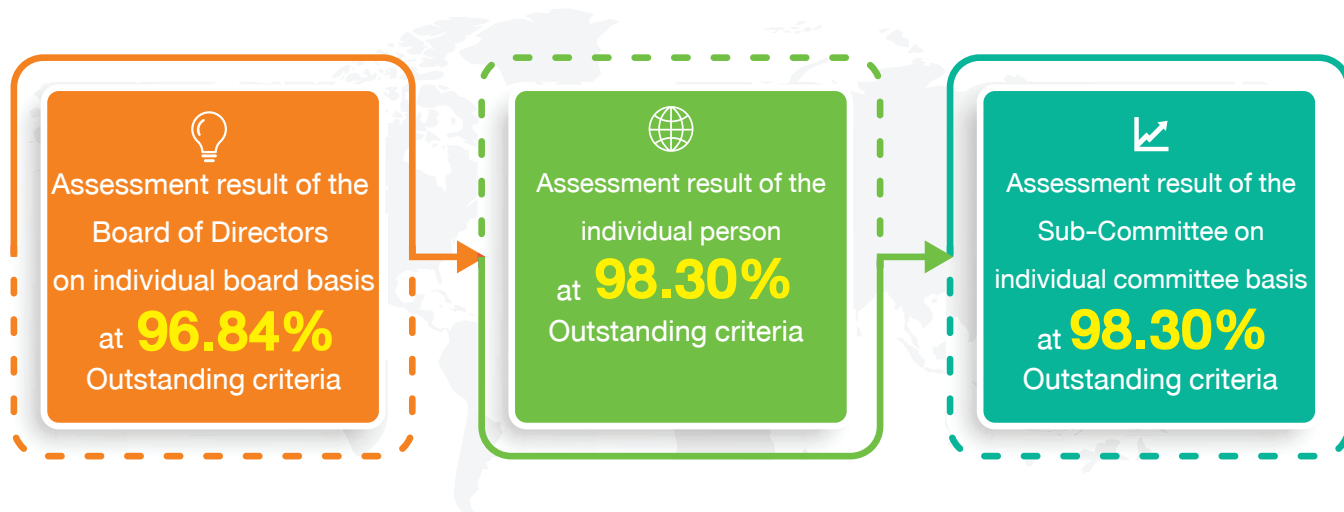 Assessment result of the
Board of Directors
on individual board basis
at 96.84%
Outstanding criteria
Assessment result of the
individual person
at 98.30%
Outstanding criteria
Assessment result of the
Sub-Committee on
individual committee basis
at 98.30%
Outstanding criteria